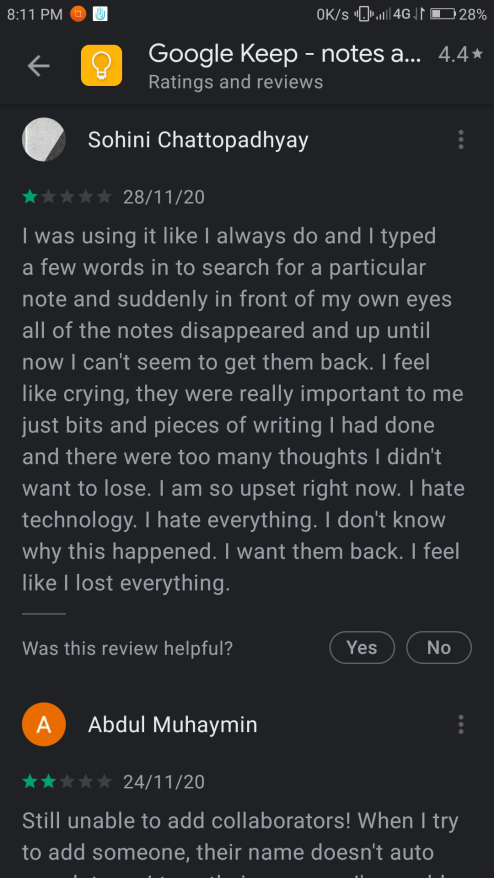 8:11 PM 0K/s 4G 28%
Google Keep - notes a... 4.4★
Ratings and reviews
Sohini Chattopadhyay
28/11/20
I was using it like I always do and I typed
a few words in to search for a particular
note and suddenly in front of my own eyes
all of the notes disappeared and up until
now I can't seem to get them back. I feel
like crying, they were really important to me
just bits and pieces of writing I had done
and there were too many thoughts I didn't
want to lose. I am so upset right now. I hate
technology. I hate everything. I don't know
why this happened. I want them back. I feel
like I lost everything.
Was this review helpful? Yes No
A Abdul Muhaymin
24/11/20
Still unable to add collaborators! When I try
to add someone, their name doesn't auto